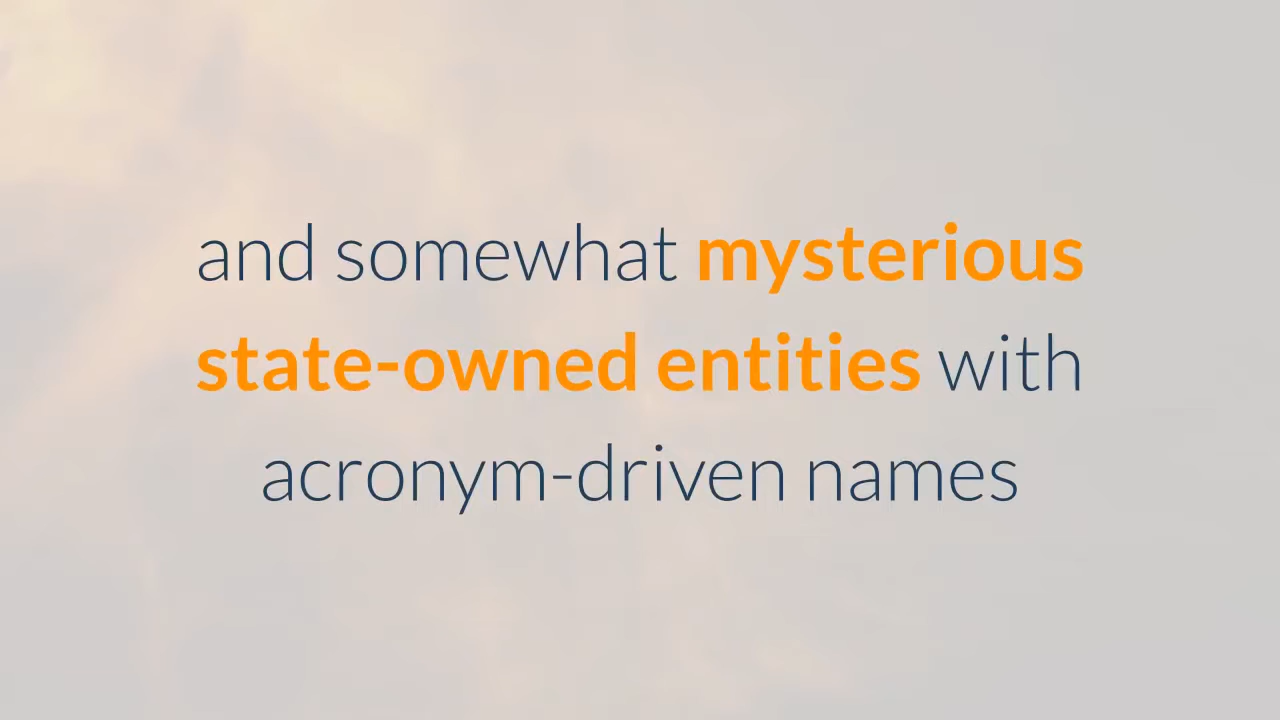 and somewhat mysterious
state-owned entities with
acronym-driven names